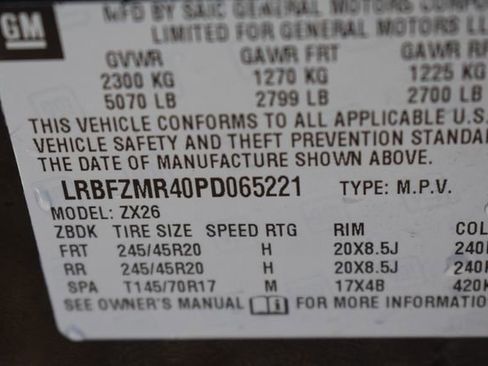 GM
MFD BY SAIC GENERAL MOTORS CORPO
LIMITED FOR GENERAL MOTORS LL
GVWR GAWR FRT GAWR RR
2300 KG 1270 KG 1225 KG
5070 LB 2799 LB 2700 LB
THIS VEHICLE CONFORMS TO ALL APPLICABLE U.S.
VEHICLE SAFETY AND THEFT PREVENTION STANDA
THE DATE OF MANUFACTURE SHOWN ABOVE.
LRBFZMR40PD065221 TYPE: M.P.V.
MODEL: ZX26
ZBDK TIRE SIZE SPEED RTG RIM COL
FRT 245/45R20 H 20X8.5J 240
RR 245/45R20 H 20X8.5J 240
SPA T145/70R17 M 17X4B 420
SEE OWNER'S MANUAL FOR MORE INFORMATIO